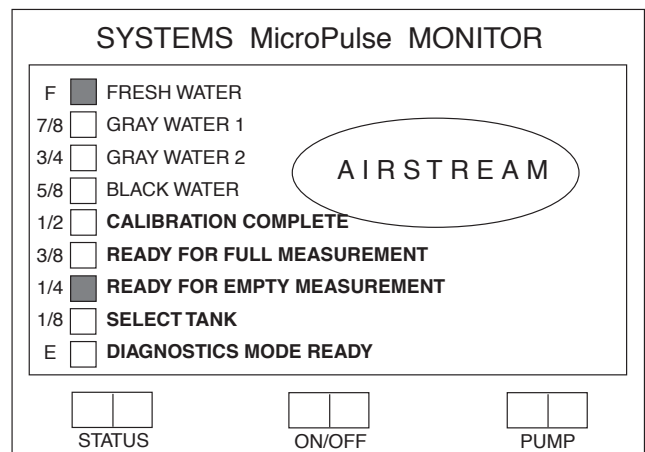 SYSTEMS MicroPulse MONITOR
F FRESH WATER
7/8 GRAY WATER 1
3/4 GRAY WATER 2
5/8 BLACK WATER
AIRSTREAM
1/2 CALIBRATION COMPLETE
3/8 READY FOR FULL MEASUREMENT
1/4 READY FOR EMPTY MEASUREMENT
1/8 SELECT TANK
E DIAGNOSTICS MODE READY
STATUS ON/OFF PUMP